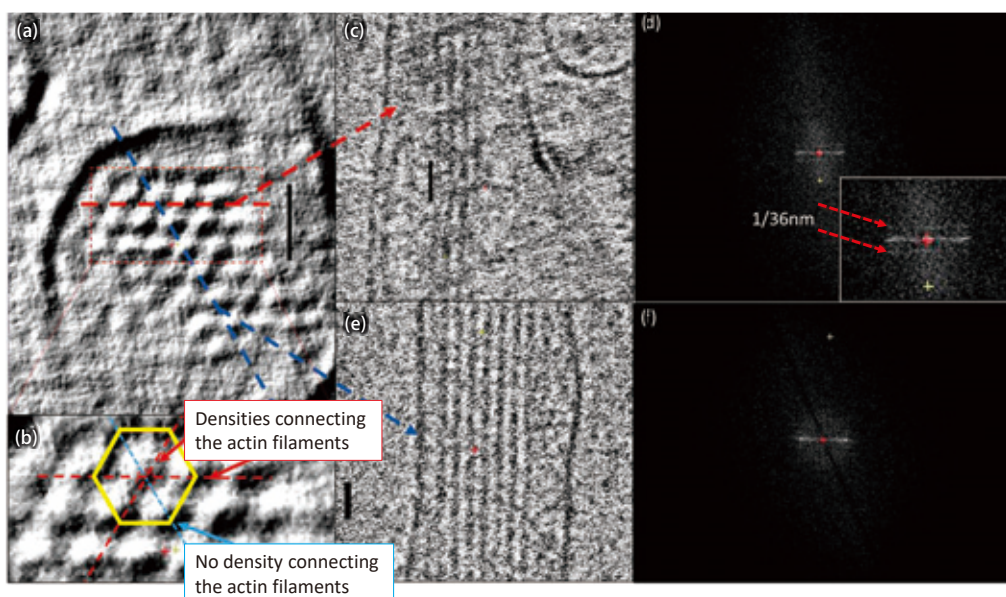 (a)
(c)
(d)
1/36nm
(e)
(f)
(b)
Densities connecting
the actin filaments
No density connecting
the actin filaments